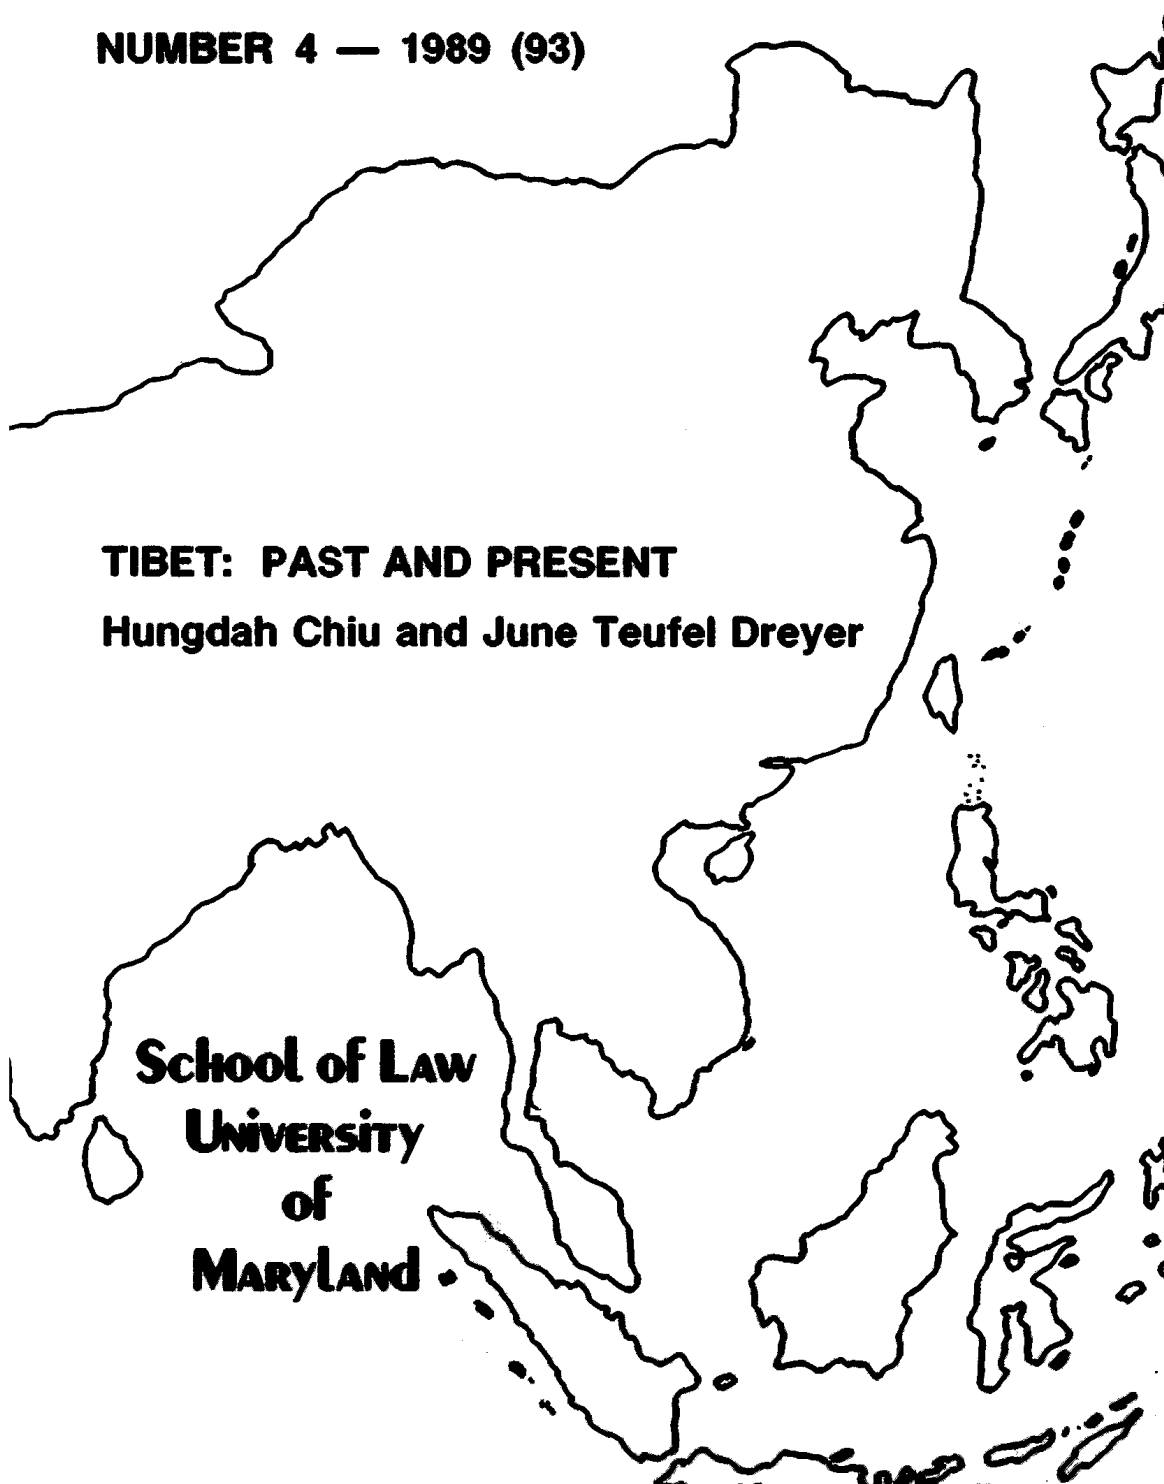 NUMBER 4 — 1989 (93)
TIBET: PAST AND PRESENT
Hungdah Chiu and June Teufel Dreyer
School of Law
University
of
Maryland